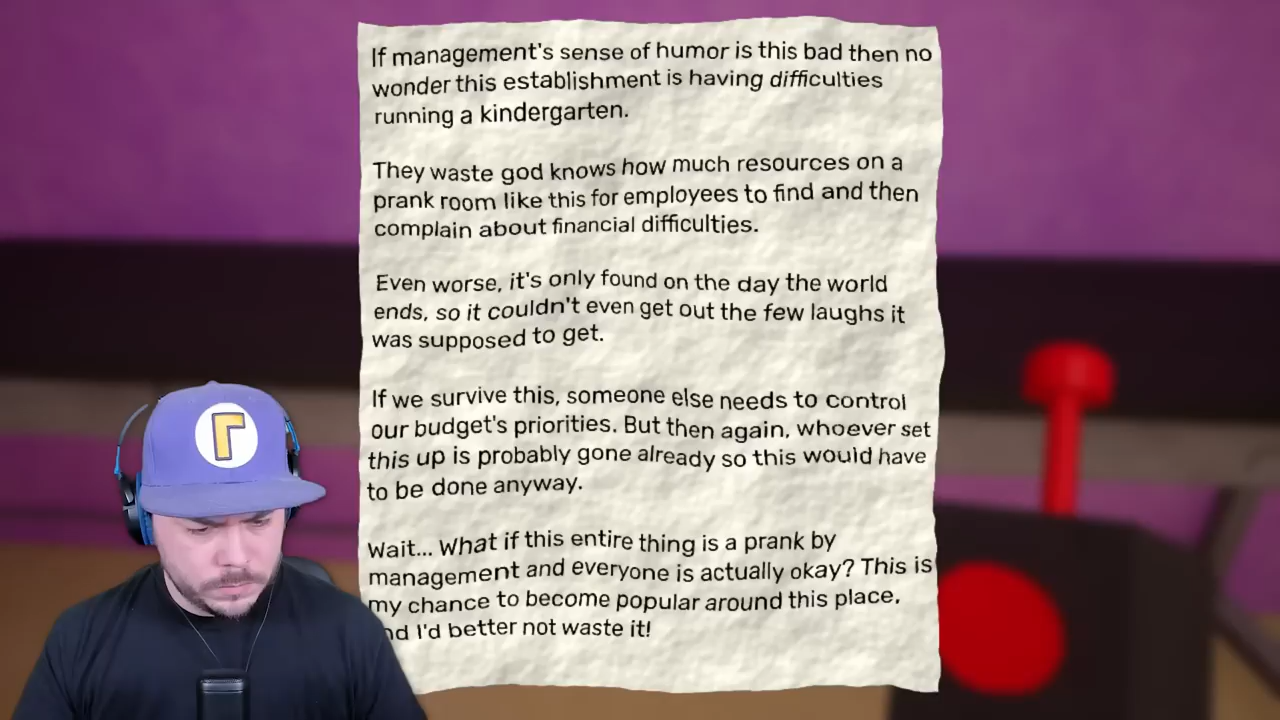 If management's sense of humor is this bad then no
wonder this establishment is having difficulties
running a kindergarten.
They waste god knows how much resources on a
prank room like this for employees to find and then
complain about financial difficulties.
Even worse, it's only found on the day the world
ends, so it couldn't even get out the few laughs it
was supposed to get.
If we survive this, someone else needs to control
our budget's priorities. But then again, whoever set
this up is probably gone already so this would have
to be done anyway.
Wait... What if this entire thing is a prank by
management and everyone is actually okay? This is
my chance to become popular around this place,
nd I'd better not waste it!